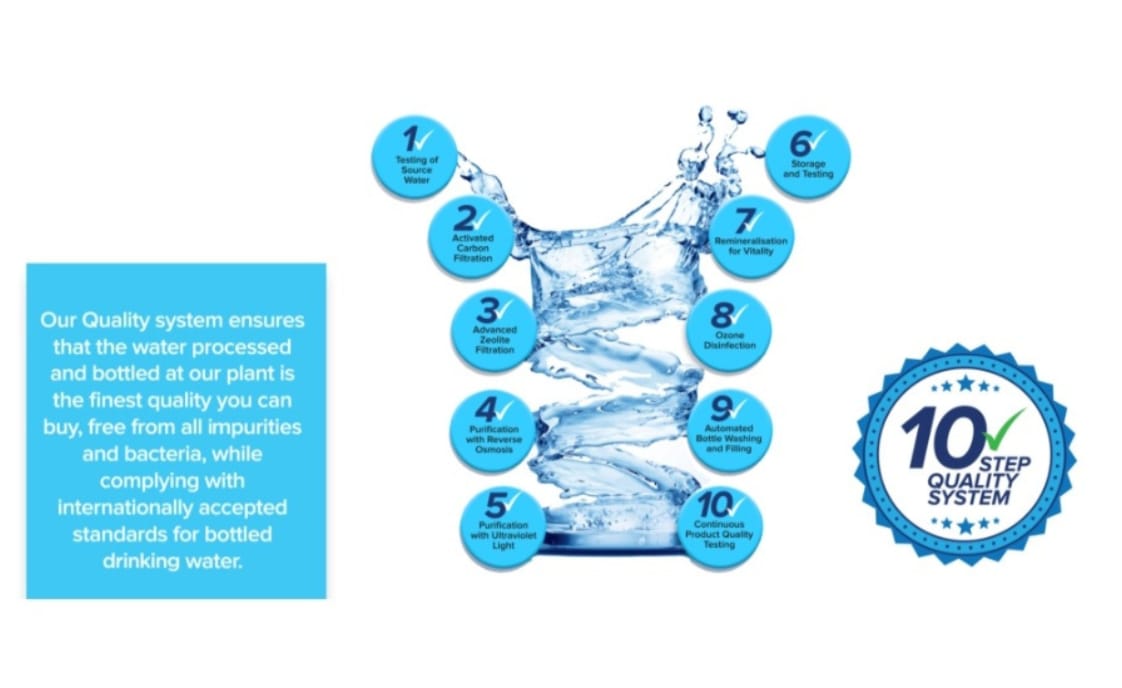 Our Quality system ensures
that the water processed
and bottled at our plant is
the finest quality you can
buy, free from all impurities
and bacteria, while
complying with
internationally accepted
standards for bottled
drinking water.
1
Testing of
Source
Water
2
Activated
Carbon
Filtration
3
Advanced
Zeolite
Filtration
4
Purification
with Reverse
Osmosis
5
Purification
with Ultraviolet
Light
6
Storage
and Testing
7
Remineralisation
for Vitality
8
Ozone
Disinfection
9
Automated
Bottle Washing
and Filling
10
Continuous
Product Quality
Testing
10
STEP
QUALITY
SYSTEM